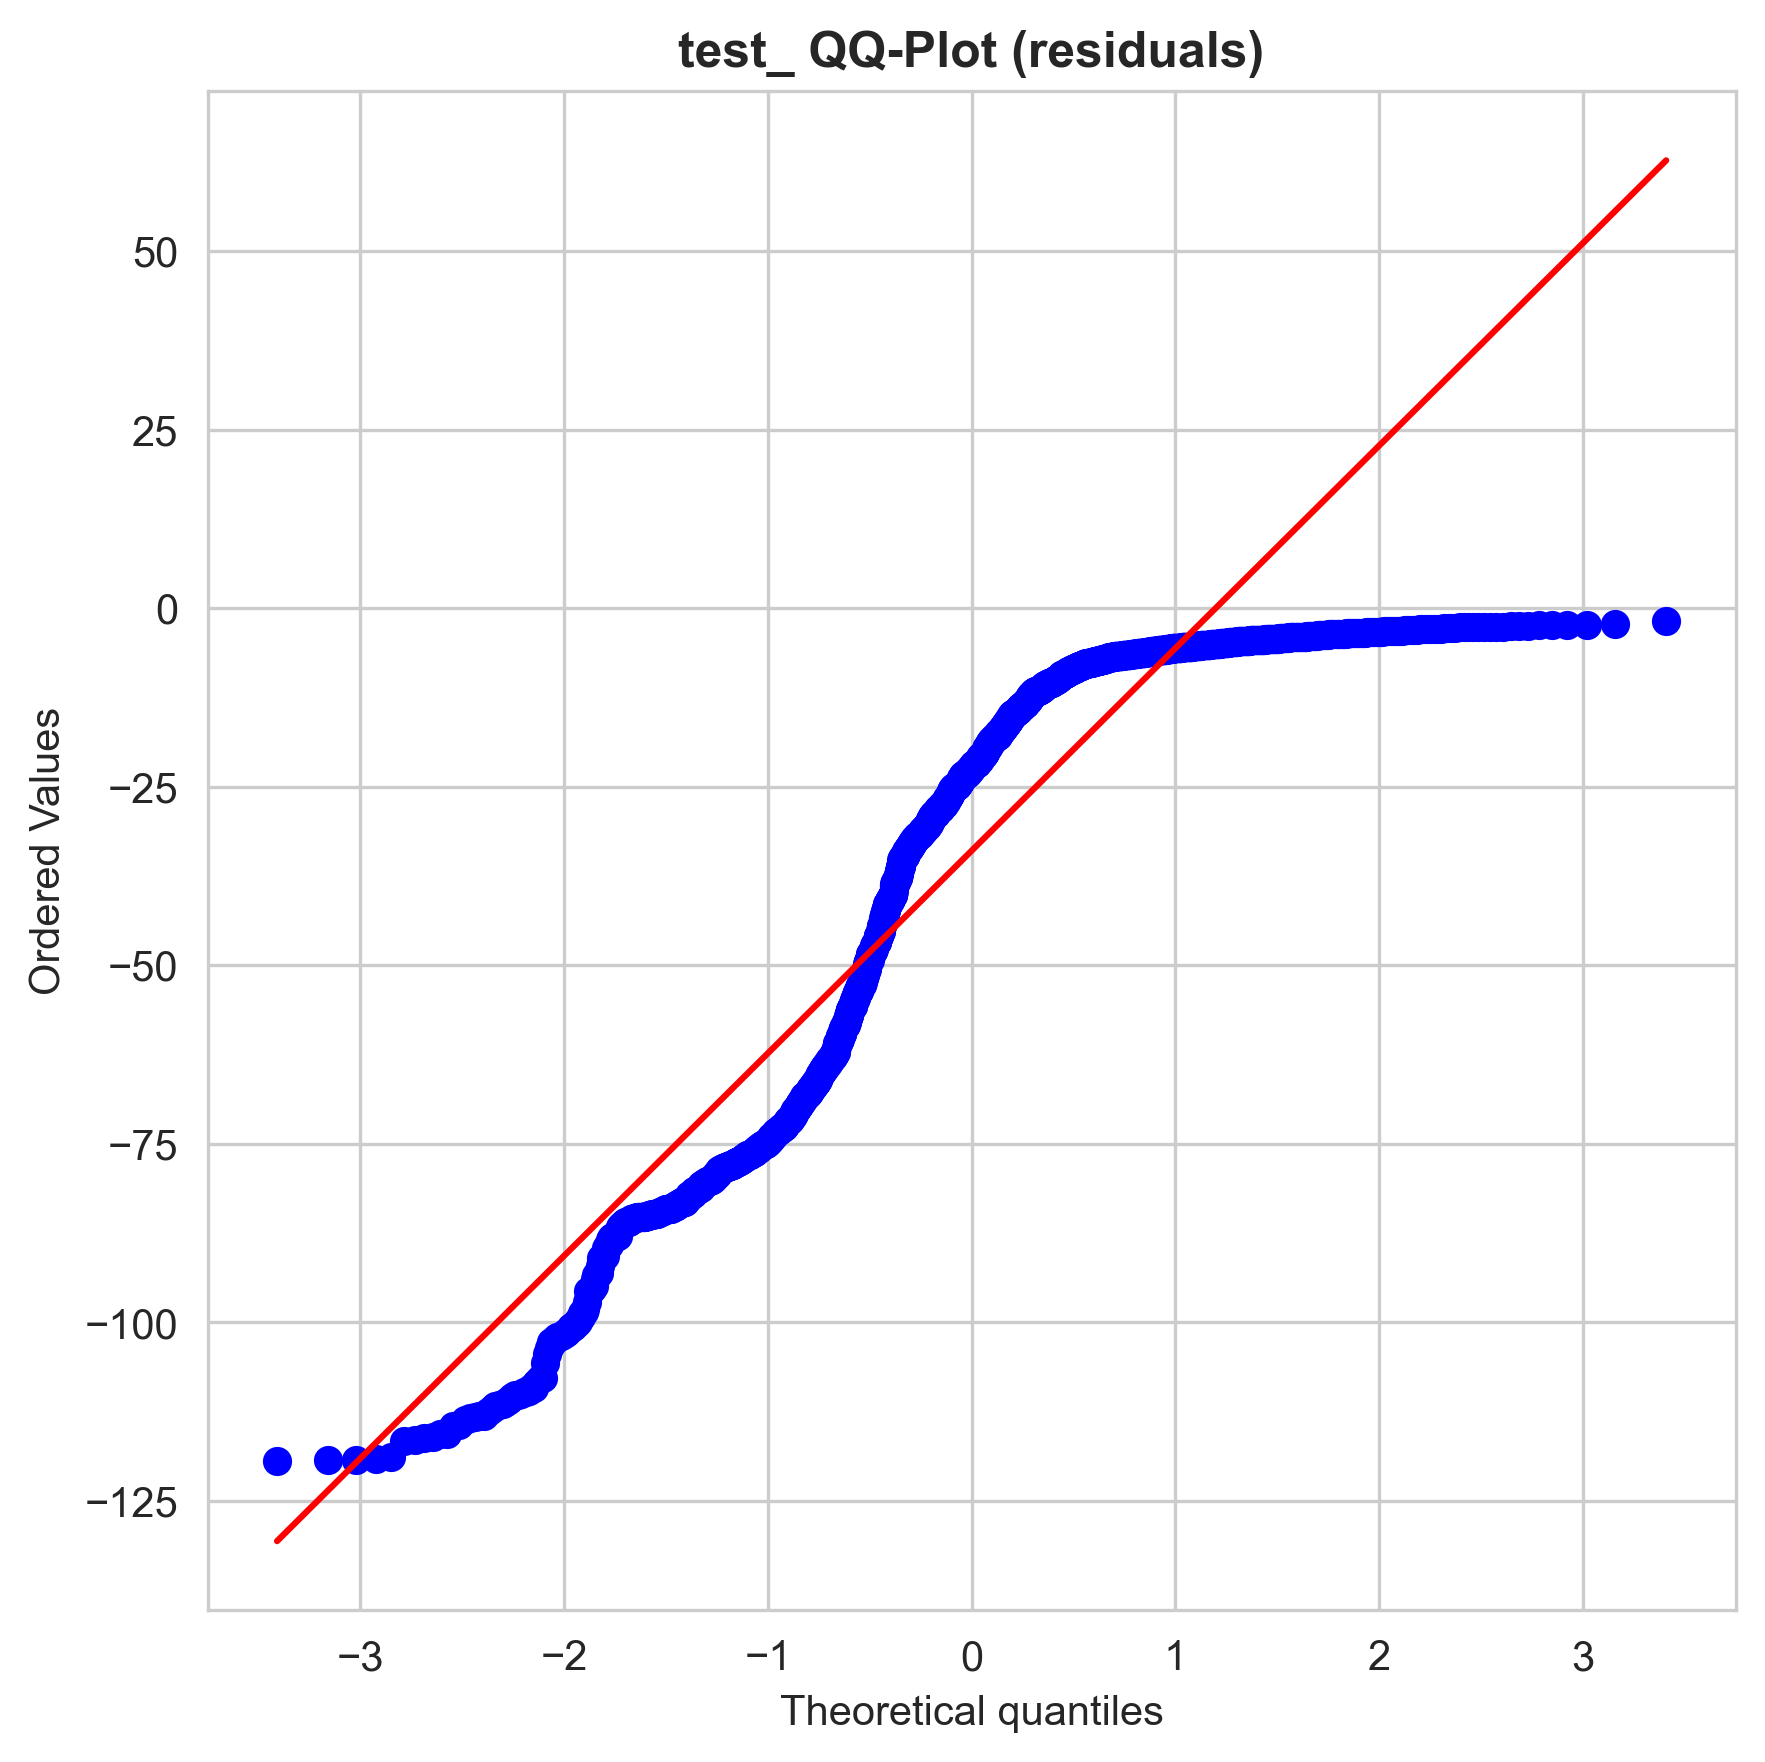 test_ QQ-Plot (residuals)
50
25
0
−25
−50
−75
−100
−125
Ordered Values
−3 −2 −1 0 1 2 3
Theoretical quantiles